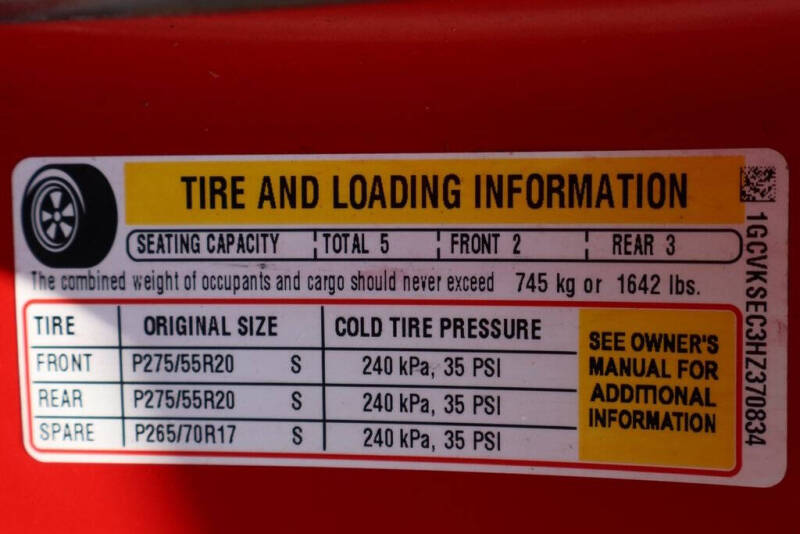 TIRE AND LOADING INFORMATION
SEATING CAPACITY TOTAL 5 FRONT 2 REAR 3
The combined weight of occupants and cargo should never exceed 745 kg or 1642 lbs.
TIRE ORIGINAL SIZE COLD TIRE PRESSURE
FRONT P275/55R20 S 240 kPa, 35 PSI
REAR P275/55R20 S 240 kPa, 35 PSI
SPARE P265/70R17 S 240 kPa, 35 PSI
SEE OWNER'S
MANUAL FOR
ADDITIONAL
INFORMATION
1GCVKSEC3HZ370834